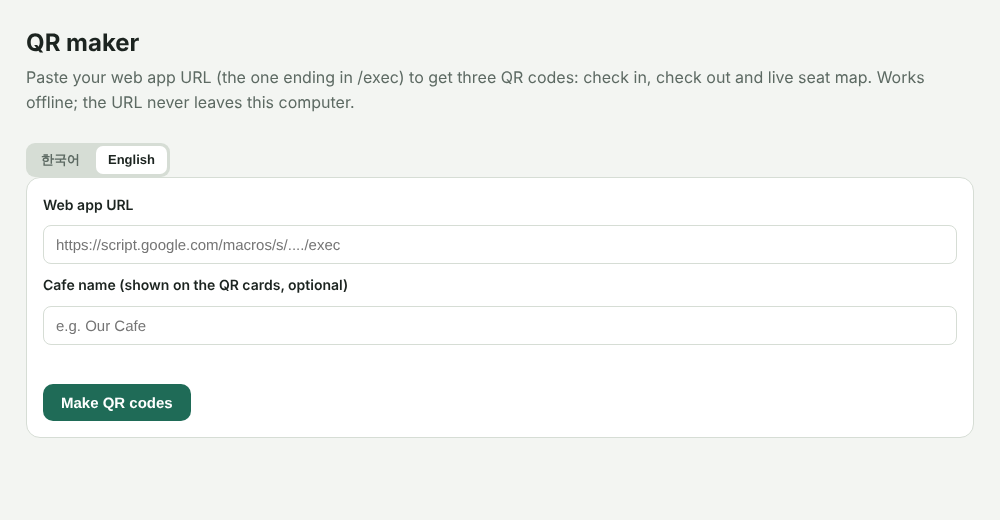 QR maker
Paste your web app URL (the one ending in /exec) to get three QR codes: check in, check out and live seat map. Works
offline; the URL never leaves this computer.
한국어 English
Web app URL
https://script.google.com/macros/s/..../exec
Cafe name (shown on the QR cards, optional)
e.g. Our Cafe
Make QR codes